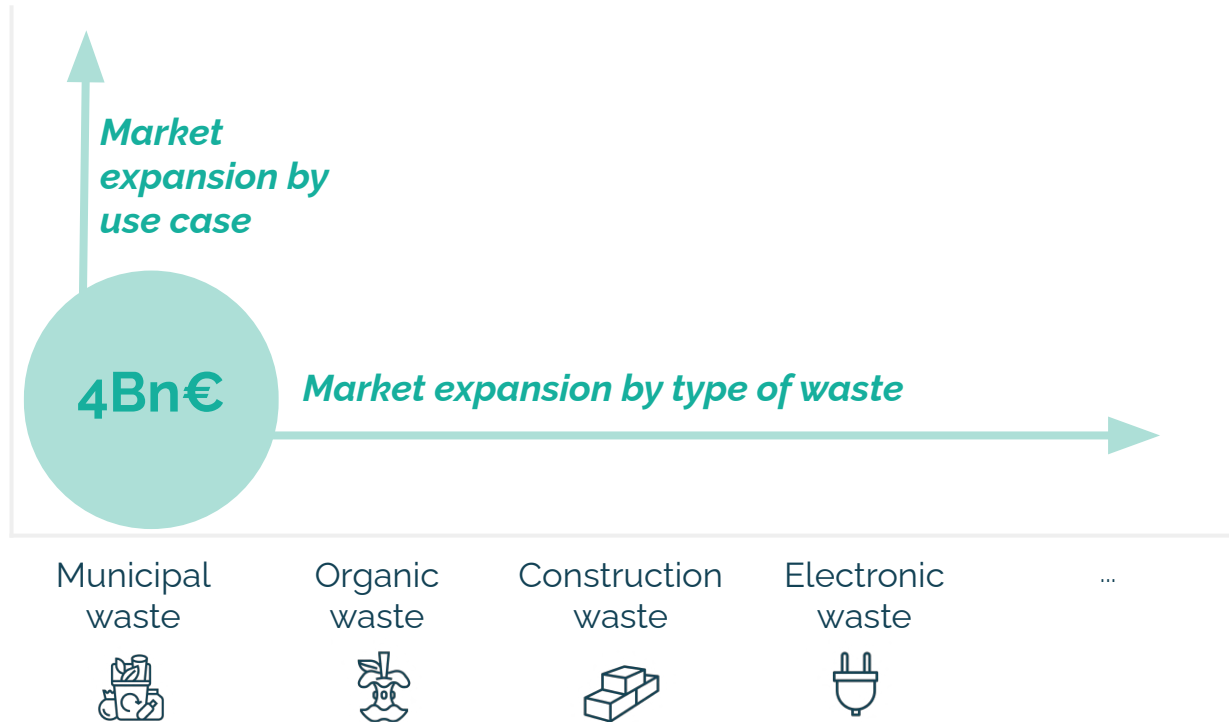 Market
expansion by
use case
4Bn€
Market expansion by type of waste
Municipal
waste
Organic
waste
Construction
waste
Electronic
waste
...